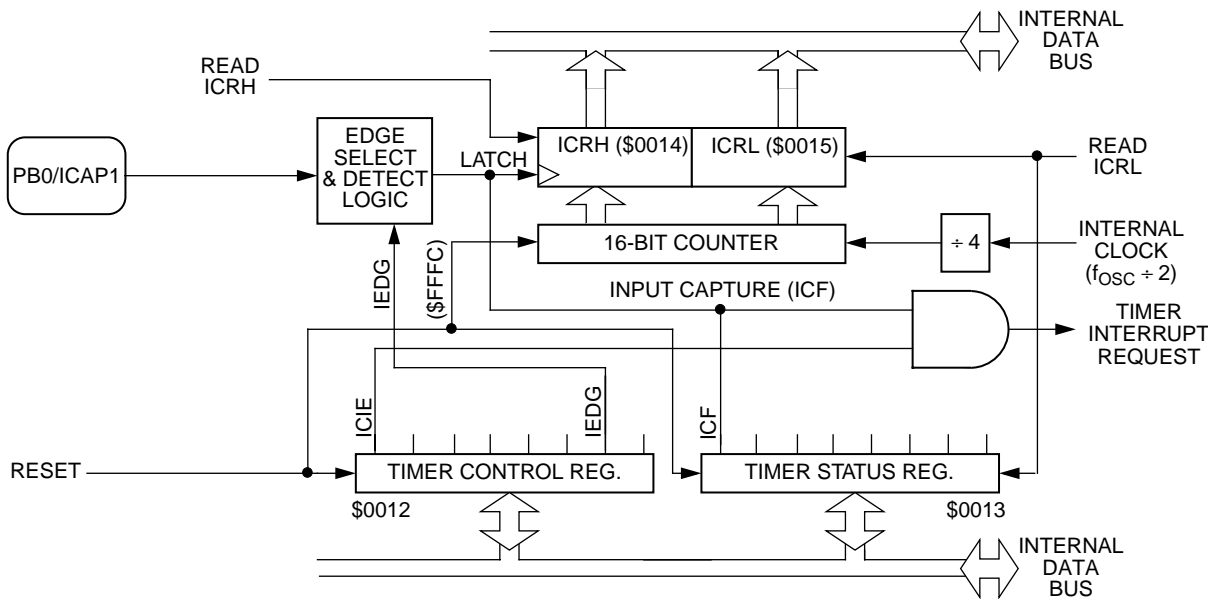 INTERNAL
DATA
BUS
READ
ICRH
EDGE
SELECT
& DETECT
LOGIC
LATCH
ICRH ($0014)
ICRL ($0015)
READ
ICRL
PB0/ICAP1
16-BIT COUNTER
÷ 4
INTERNAL
CLOCK
(fOSC ÷ 2)
IEDG
($FFFC)
INPUT CAPTURE (ICF)
TIMER
INTERRUPT
REQUEST
ICIE
IEDG
ICF
RESET
TIMER CONTROL REG.
TIMER STATUS REG.
$0012
$0013
INTERNAL
DATA
BUS